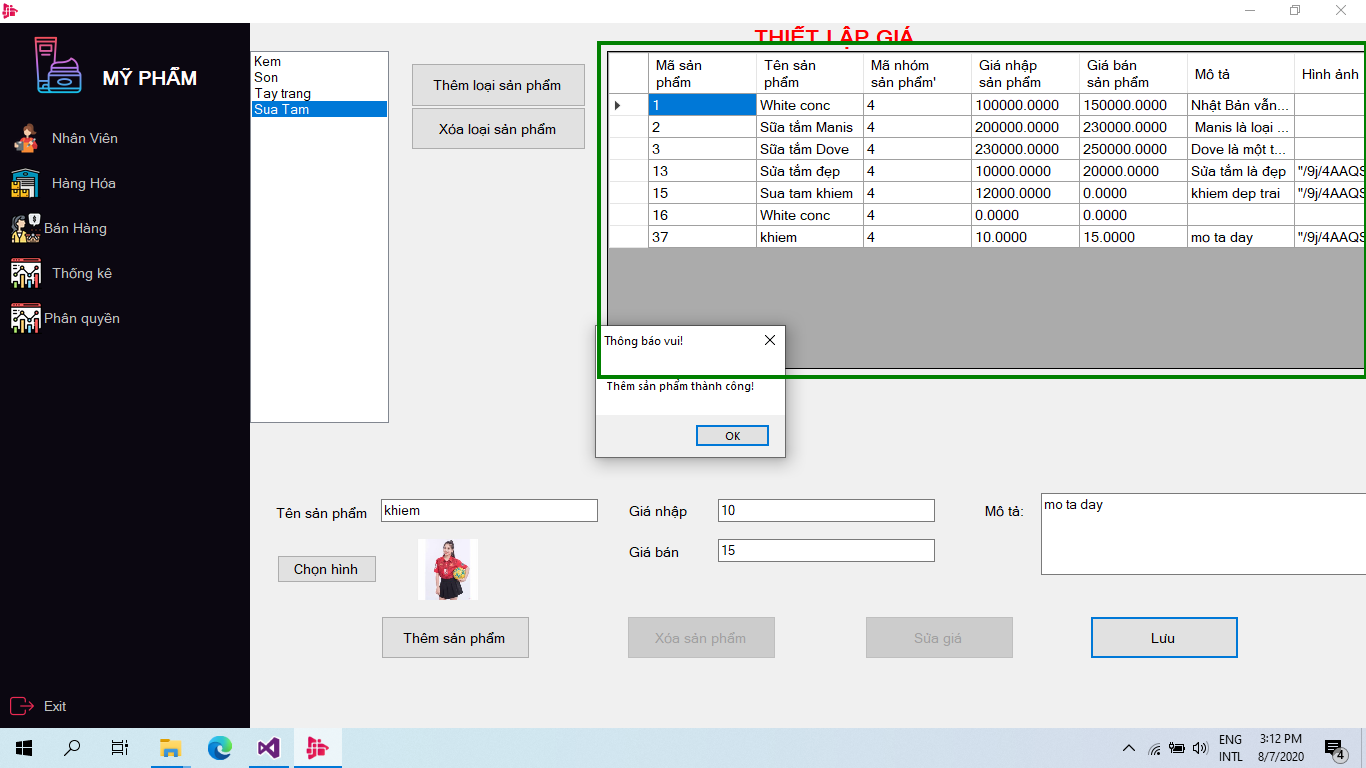 THIẾT LẬP GIÁ
MỸ PHẨM
Nhân Viên
Hàng Hóa
Bán Hàng
Thống kê
Phân quyền
Exit
Kem
Son
Tay trang
Sua Tam
Thêm loại sản phẩm
Xóa loại sản phẩm
Mã sản phẩm Tên sản phẩm Mã nhóm sản phẩm' Giá nhập sản phẩm Giá bán sản phẩm Mô tả Hình ảnh
1 White conc 4 100000.0000 150000.0000 Nhật Bản vẫn...
2 Sữa tắm Manis 4 200000.0000 230000.0000 Manis là loại ...
3 Sữa tắm Dove 4 230000.0000 250000.0000 Dove là một t...
13 Sửa tắm đẹp 4 10000.0000 20000.0000 Sửa tắm là đẹp "/9j/4AAQS
15 Sua tam khiem 4 12000.0000 0.0000 khiem dep trai "/9j/4AAQS
16 White conc 4 0.0000 0.0000
37 khiem 4 10.0000 15.0000 mo ta day "/9j/4AAQS
Thông báo vui!
Thêm sản phẩm thành công!
OK
Tên sản phẩm khiem
Giá nhập 10
Mô tả: mo ta day
Giá bán 15
Chọn hình
Thêm sản phẩm
Xóa sản phẩm
Sửa giá
Lưu
ENG
INTL
3:12 PM
8/7/2020
4